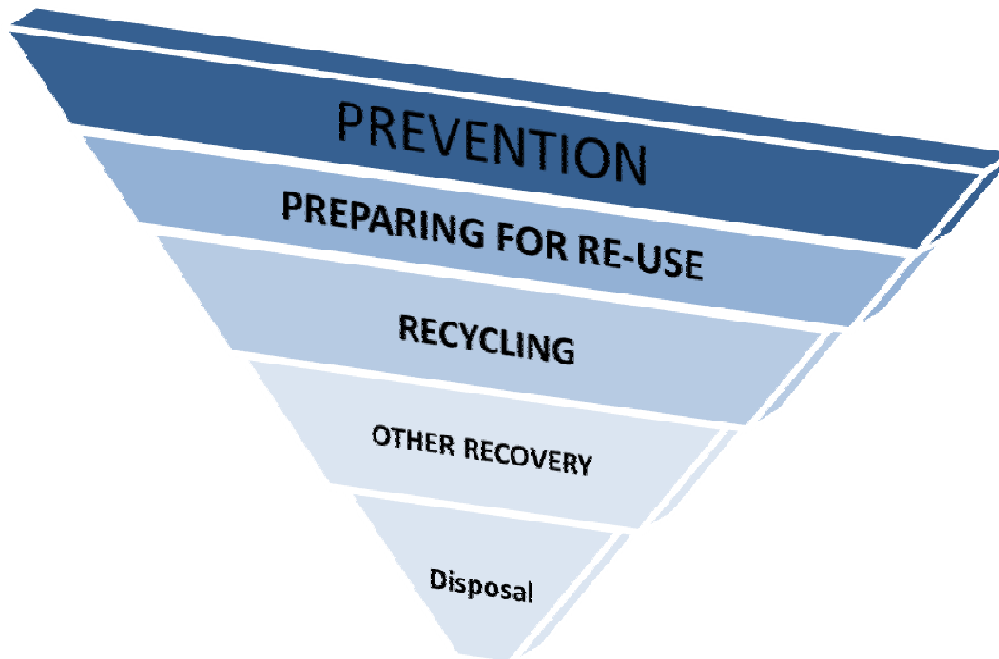 PREVENTION
PREPARING FOR RE-USE
RECYCLING
OTHER RECOVERY
Disposal